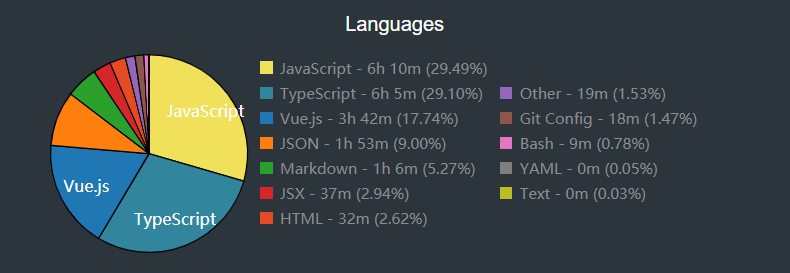 Languages
JavaScript - 6h 10m (29.49%)
TypeScript - 6h 5m (29.10%)
Vue.js - 3h 42m (17.74%)
JSON - 1h 53m (9.00%)
Markdown - 1h 6m (5.27%)
JSX - 37m (2.94%)
HTML - 32m (2.62%)
Other - 19m (1.53%)
Git Config - 18m (1.47%)
Bash - 9m (0.78%)
YAML - 0m (0.05%)
Text - 0m (0.03%)
JavaScript
Vue.js
TypeScript